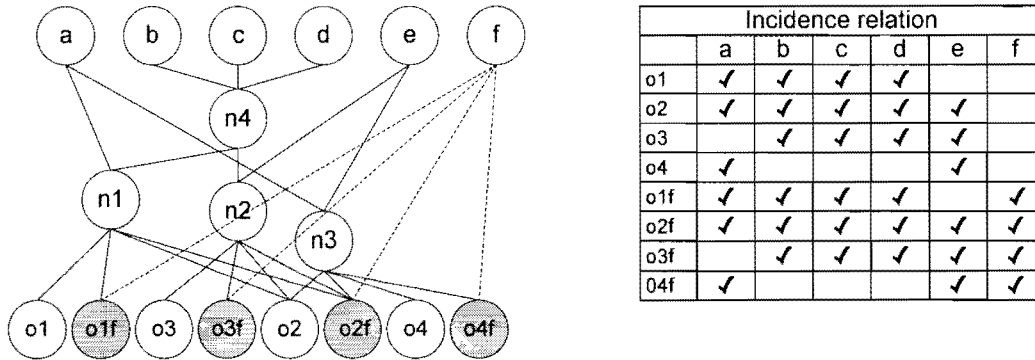 a b c d e f
n4
n1 n2 n3
o1 o1f o3 o3f o2 o2f o4 o4f
Incidence relation
a b c d e f
o1 ✓ ✓ ✓ ✓
o2 ✓ ✓ ✓ ✓ ✓
o3 ✓ ✓ ✓ ✓
o4 ✓ ✓
o1f ✓ ✓ ✓ ✓ ✓
o2f ✓ ✓ ✓ ✓ ✓ ✓
o3f ✓ ✓ ✓ ✓ ✓
04f ✓ ✓ ✓